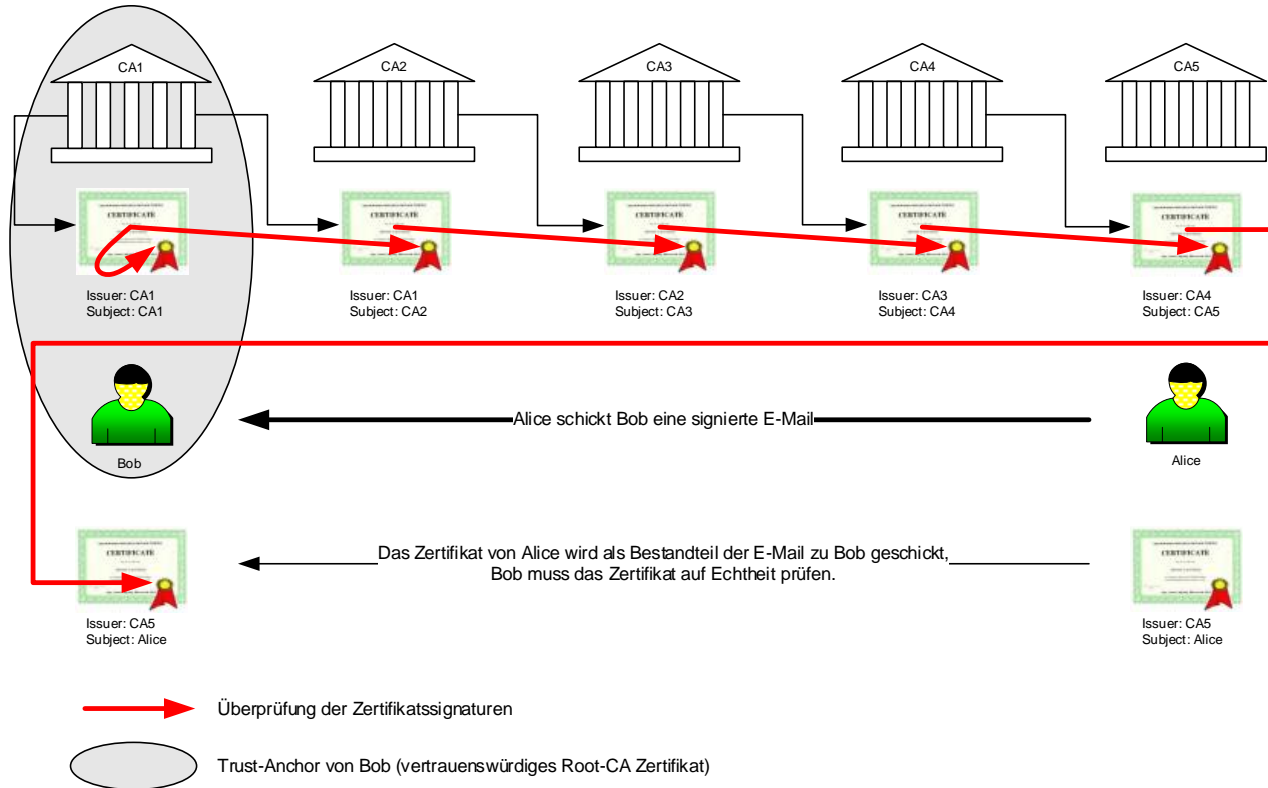 CA1
CA2
CA3
CA4
CA5
CERTIFICATE
CERTIFICATE
CERTIFICATE
CERTIFICATE
CERTIFICATE
Issuer: CA1
Subject: CA1
Issuer: CA1
Subject: CA2
Issuer: CA2
Subject: CA3
Issuer: CA3
Subject: CA4
Issuer: CA4
Subject: CA5
Alice schickt Bob eine signierte E-Mail
Bob
Alice
CERTIFICATE
Das Zertifikat von Alice wird als Bestandteil der E-Mail zu Bob geschickt,
Bob muss das Zertifikat auf Echtheit prüfen.
CERTIFICATE
Issuer: CA5
Subject: Alice
Issuer: CA5
Subject: Alice
Überprüfung der Zertifikatssignaturen
Trust-Anchor von Bob (vertrauenswürdiges Root-CA Zertifikat)